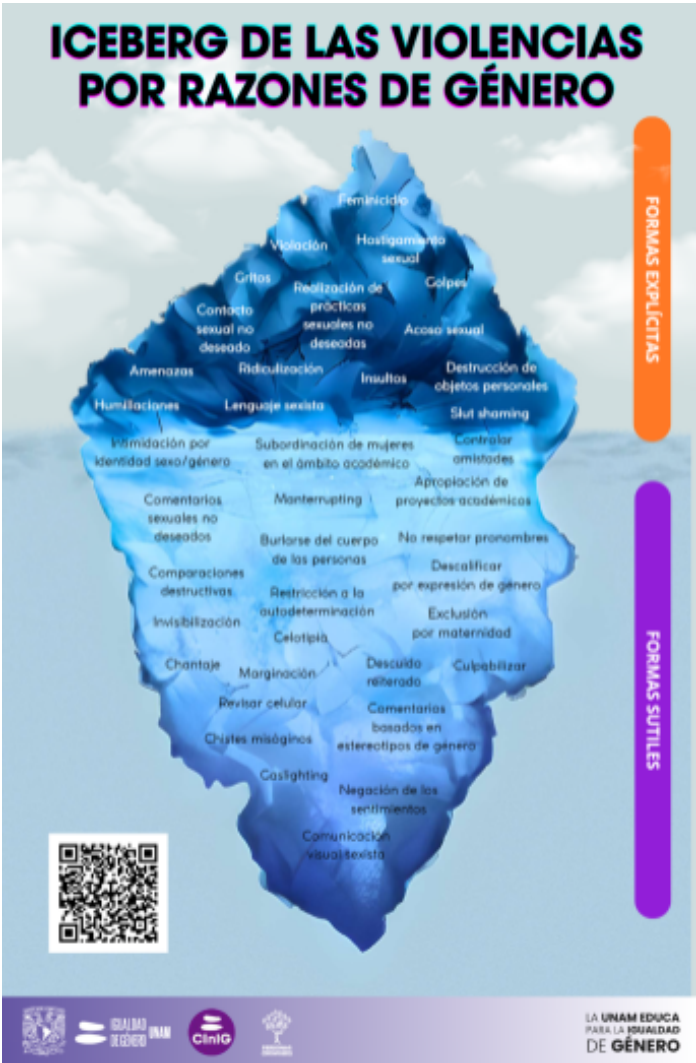 ICEBERG DE LAS VIOLENCIAS
POR RAZONES DE GÉNERO
FORMAS EXPLÍCITAS
Feminicidio
Violación
Hostigamiento
sexual
Gritos
Golpes
Realización de
prácticas
sexuales no
deseadas
Contacto
sexual no
deseado
Acoso sexual
Amenazas
Ridiculización
Insultos
Destrucción de
objetos personales
Humillaciones
Lenguaje sexista
Slut shaming
FORMAS SUTILES
Intimidación por
identidad sexo/género
Subordinación de mujeres
en el ámbito académico
Controlar
amistades
Comentarios
sexuales no
deseados
Manterrupting
Apropiación de
proyectos académicos
Burlarse del cuerpo
de las personas
No respetar pronombres
Comparaciones
destructivas
Restricción a la
autodeterminación
Descalificar
por expresión de género
Invisibilización
Celotipia
Exclusión
por maternidad
Chantaje
Marginación
Descuido
reiterado
Culpabilizar
Revisar celular
Comentarios
basados en
estereotipos de género
Chistes misóginos
Gaslighting
Negación de los
sentimientos
Comunicación
visual sexista
IGUALDAD
DE GÉNERO UNAM
CInIG
LA UNAM EDUCA
PARA LA IGUALDAD
DE GÉNERO